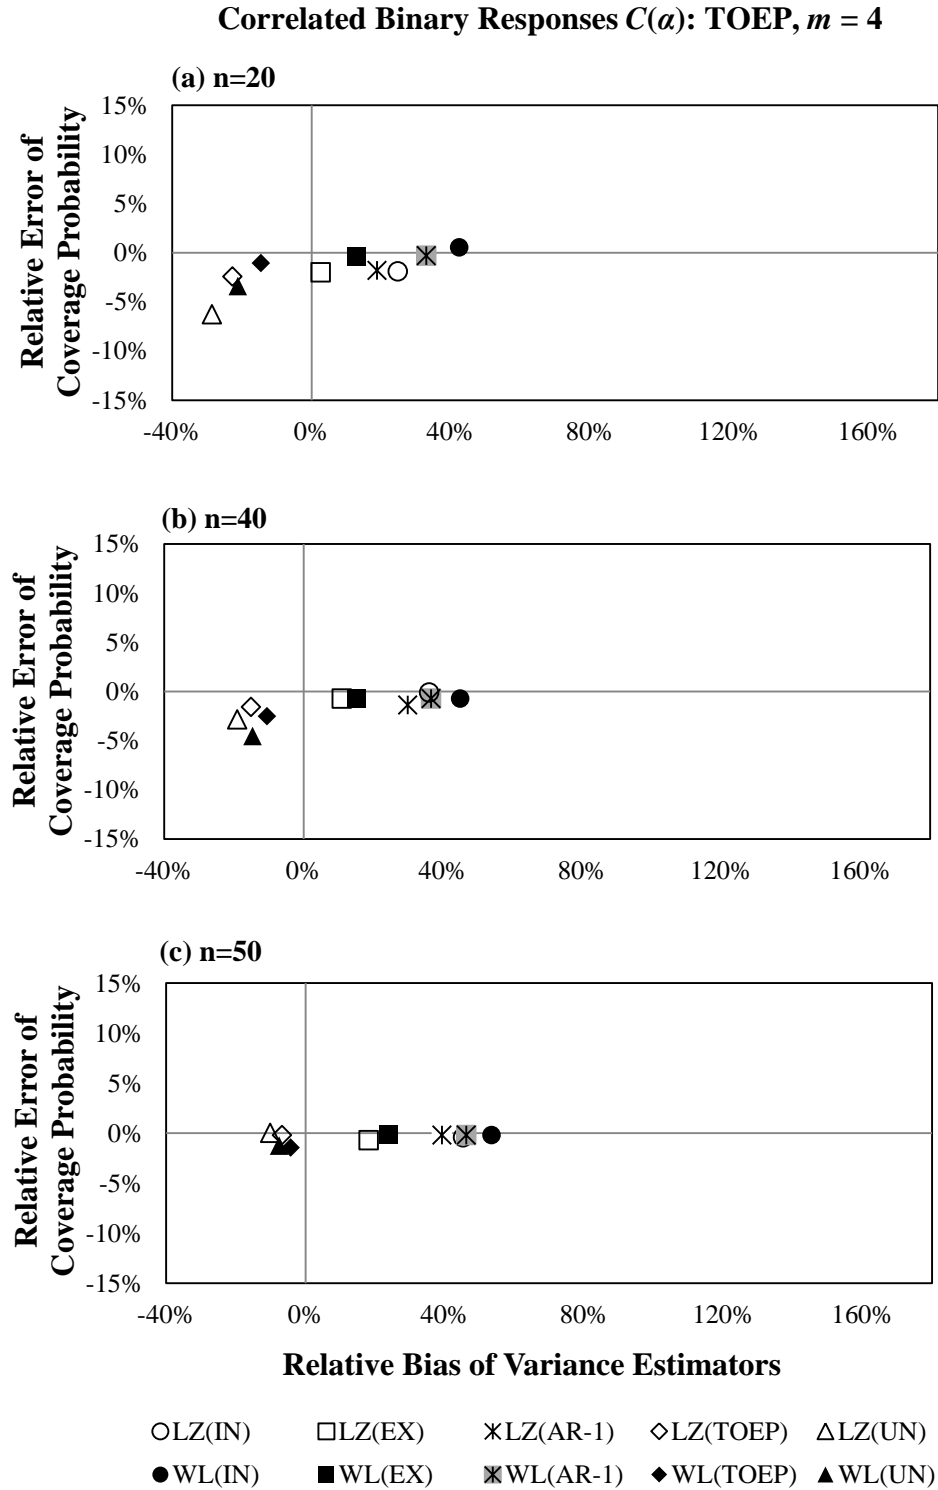 Correlated Binary Responses C(α): TOEP, m = 4
(a) n=20
Relative Error of
Coverage Probability
15%
10%
5%
0%
-5%
-10%
-15%
-40% 0% 40% 80% 120% 160%
(b) n=40
Relative Error of
Coverage Probability
15%
10%
5%
0%
-5%
-10%
-15%
-40% 0% 40% 80% 120% 160%
(c) n=50
Relative Error of
Coverage Probability
15%
10%
5%
0%
-5%
-10%
-15%
-40% 0% 40% 80% 120% 160%
Relative Bias of Variance Estimators
LZ(IN) LZ(EX) LZ(AR-1) LZ(TOEP) LZ(UN)
WL(IN) WL(EX) WL(AR-1) WL(TOEP) WL(UN)